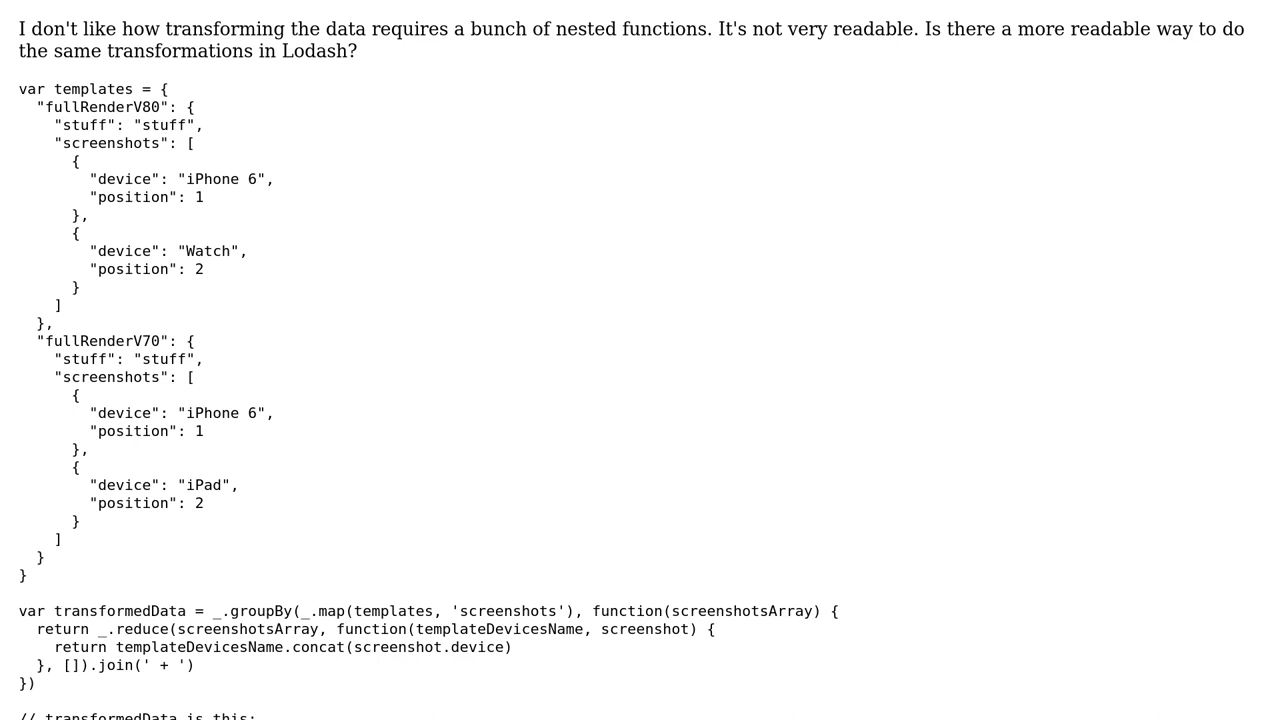 I don't like how transforming the data requires a bunch of nested functions. It's not very readable. Is there a more readable way to do
the same transformations in Lodash?
var templates = {
  "fullRenderV80": {
    "stuff": "stuff",
    "screenshots": [
      {
        "device": "iPhone 6",
        "position": 1
      },
      {
        "device": "Watch",
        "position": 2
      }
    ]
  },
  "fullRenderV70": {
    "stuff": "stuff",
    "screenshots": [
      {
        "device": "iPhone 6",
        "position": 1
      },
      {
        "device": "iPad",
        "position": 2
      }
    ]
  }
}
var transformedData = _.groupBy(_.map(templates, 'screenshots'), function(screenshotsArray) {
  return _.reduce(screenshotsArray, function(templateDevicesName, screenshot) {
    return templateDevicesName.concat(screenshot.device)
  }, []).join(' + ')
})
// transformedData is this: